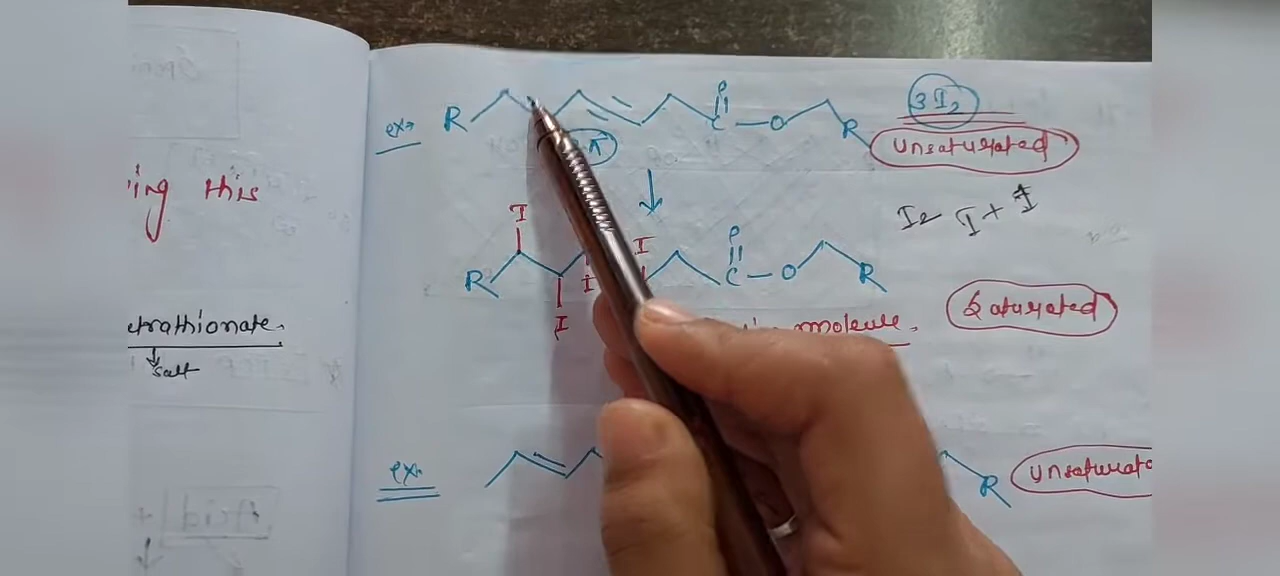 ing this
etrathionate.
salt
ex→ R C O R 3I2
π Unsaturated
I2 I + I
I I
R I C O R Saturated
I molecule.
ex. R Unsaturate